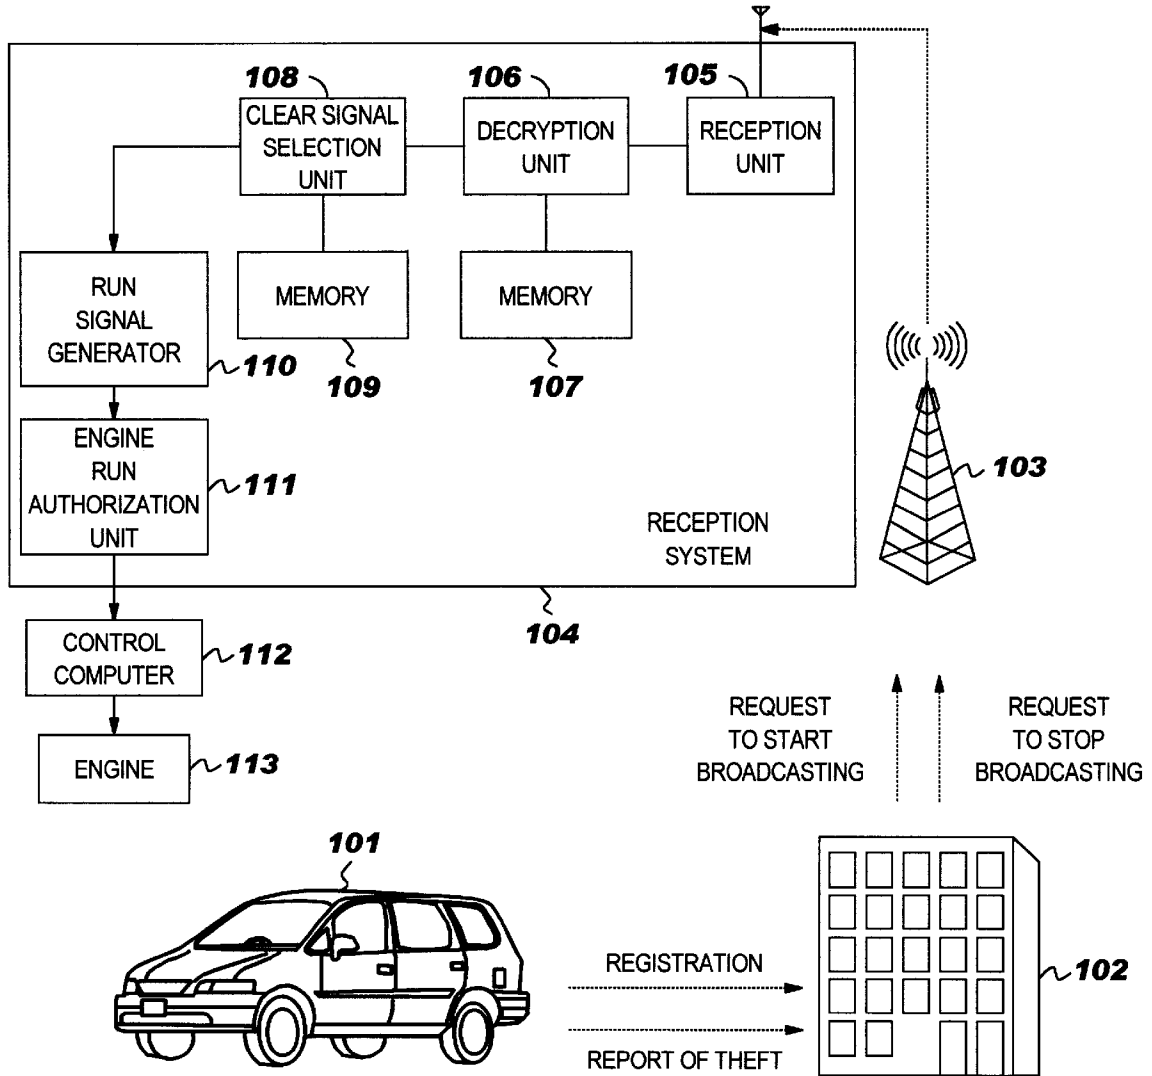 108
106
105
CLEAR SIGNAL
SELECTION
UNIT
DECRYPTION
UNIT
RECEPTION
UNIT
RUN
SIGNAL
GENERATOR
110
MEMORY
109
MEMORY
107
ENGINE
RUN
AUTHORIZATION
UNIT
111
RECEPTION
SYSTEM
103
104
CONTROL
COMPUTER
112
ENGINE
113
REQUEST
TO START
BROADCASTING
REQUEST
TO STOP
BROADCASTING
101
REGISTRATION
REPORT OF THEFT
102